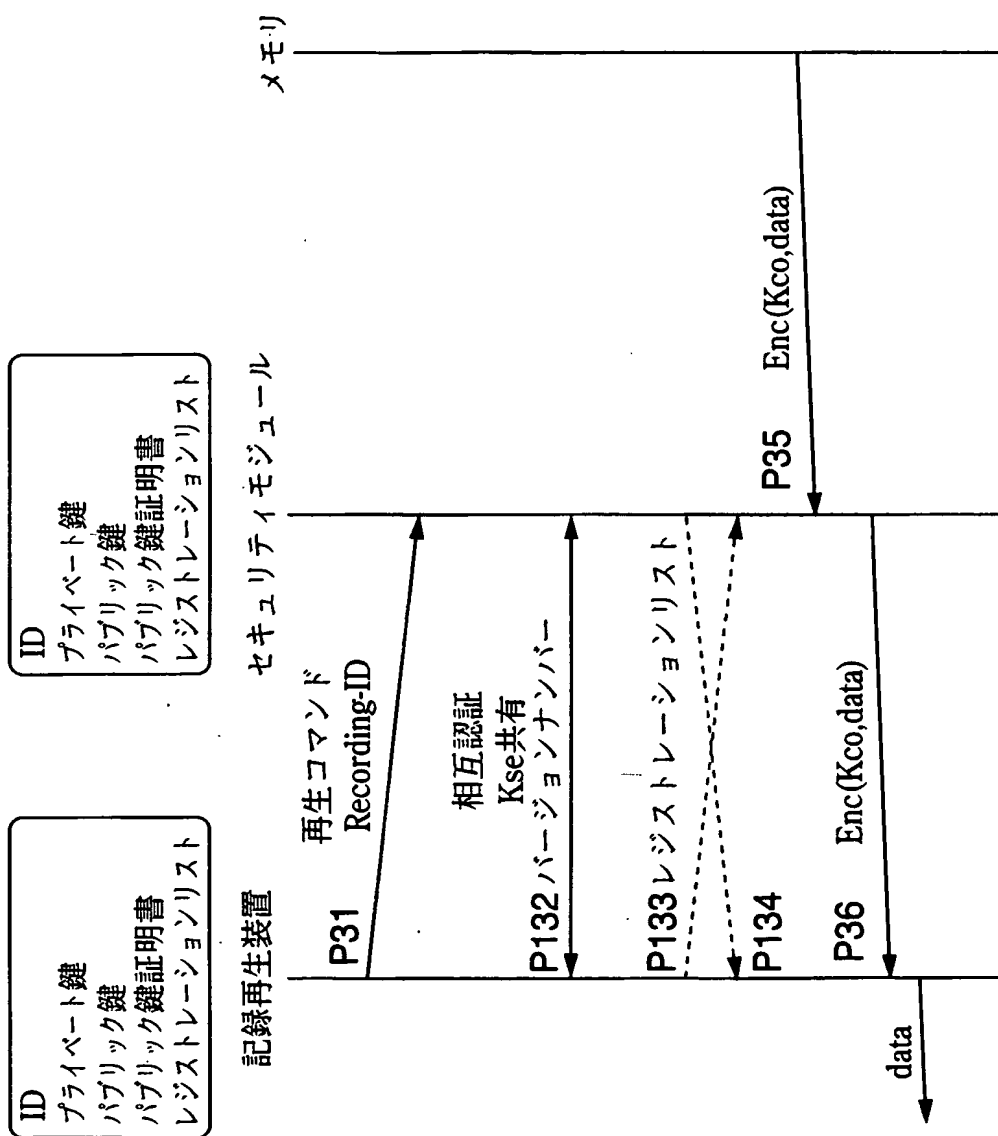 ID
プライベート鍵
パブリック鍵
パブリック鍵証明書
レジストレーションリスト
ID
プライベート鍵
パブリック鍵
パブリック鍵証明書
レジストレーションリスト
記録再生装置
セキュリティモジュール
メモリ
P31
再生コマンド
Recording-ID
相互認証
Kse共有
P132 バージョンナンバー
P133 レジストレーションリスト
P134
P35
Enc(Kco,data)
P36
Enc(Kco,data)
data